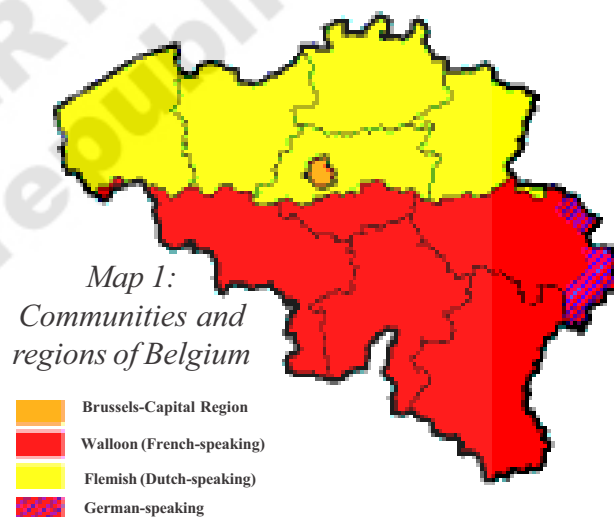 Map 1:
Communities and
regions of Belgium
Brussels-Capital Region
Walloon (French-speaking)
Flemish (Dutch-speaking)
German-speaking